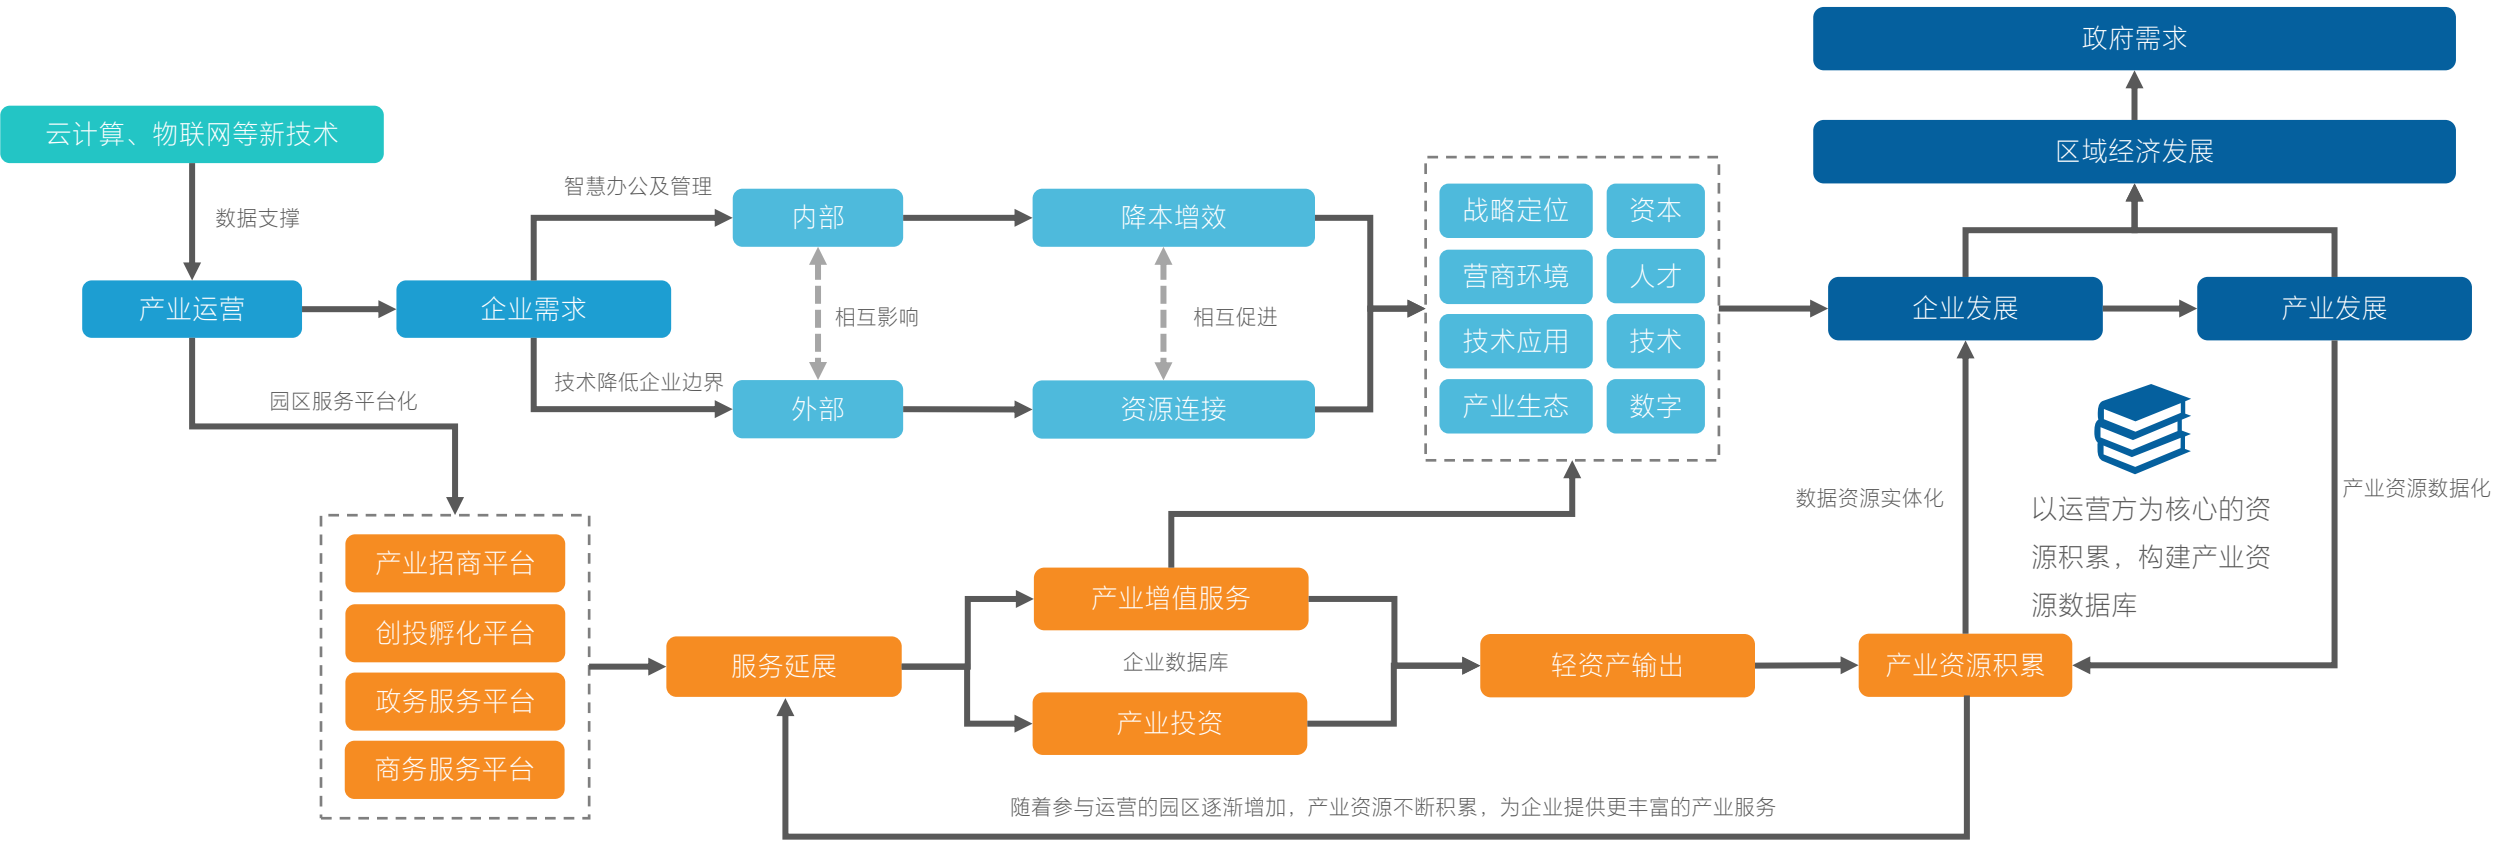 政府需求
云计算、物联网等新技术
区域经济发展
数据支撑
智慧办公及管理
内部
降本增效
战略定位
资本
营商环境
人才
产业运营
企业需求
相互影响
相互促进
技术应用
技术
企业发展
产业发展
园区服务平台化
技术降低企业边界
外部
资源连接
产业生态
数字
数据资源实体化
产业资源数据化
以运营方为核心的资
源积累，构建产业资
源数据库
产业招商平台
创投孵化平台
政务服务平台
商务服务平台
服务延展
产业增值服务
企业数据库
产业投资
轻资产输出
产业资源积累
随着参与运营的园区逐渐增加，产业资源不断积累，为企业提供更丰富的产业服务